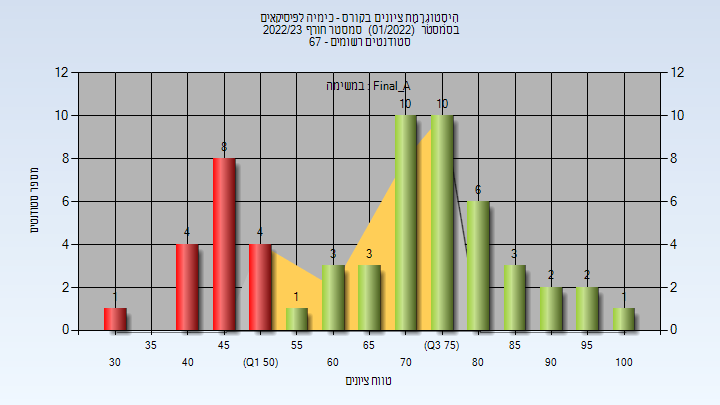 היסטוגרמת ציונים בקורס - כימיה לפיסיקאים
בסמסטר (01/2022) סמסטר חורף 2022/23
סטודנטים רשומים - 67
במשימה : Final_A
12 12
10 10
8 8
6 6
4 4
2 2
0 0
מספר סטודנטים
1 4 8 4 1 3 3 10 10 6 3 2 2 1
35 45 55 65 (Q3 75) 85 95
30 40 (Q1 50) 60 70 80 90 100
טווח ציונים